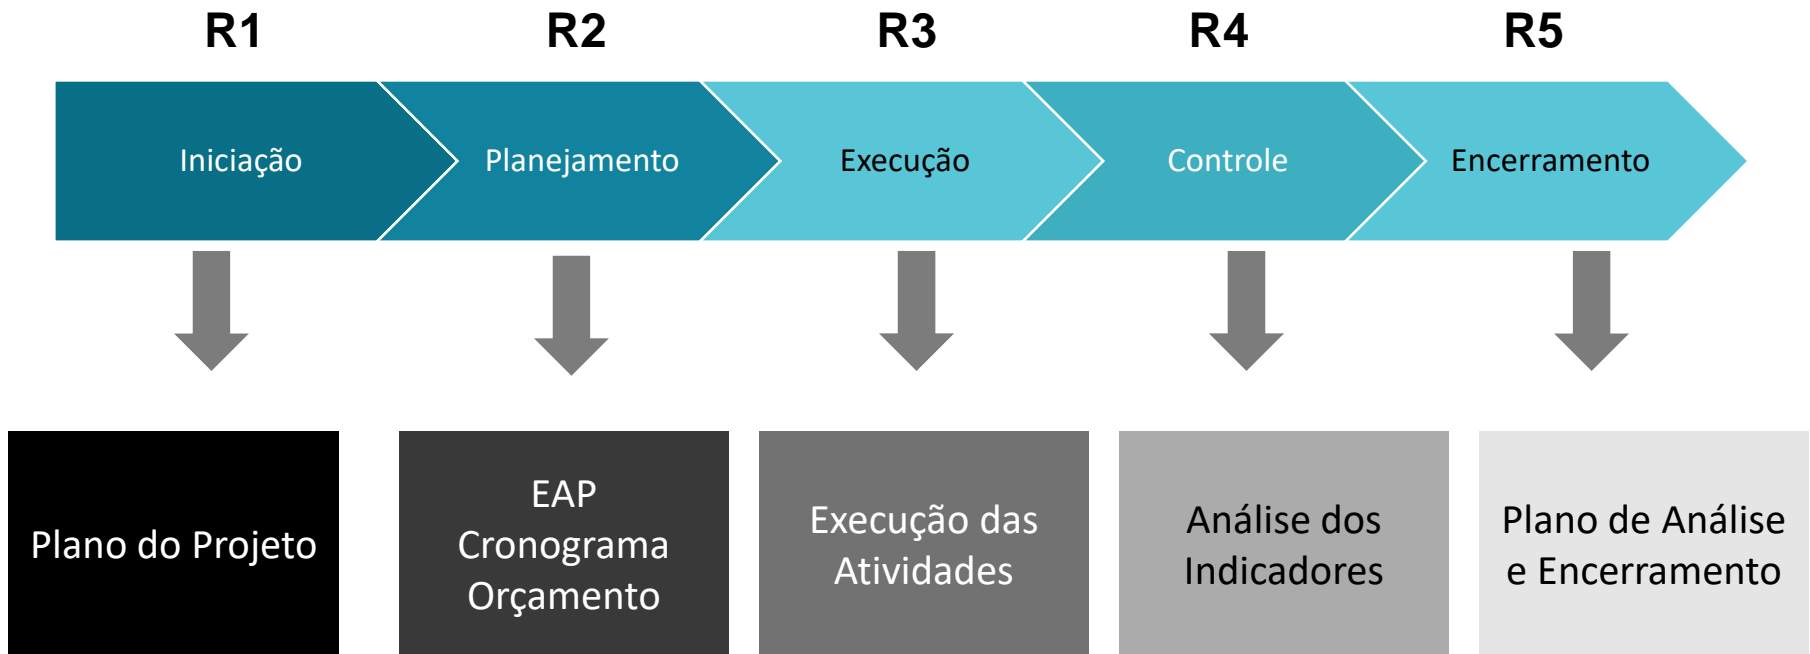 R1
R2
R3
R4
R5
Iniciação
Planejamento
Execução
Controle
Encerramento
Plano do Projeto
EAP
Cronograma
Orçamento
Execução das
Atividades
Análise dos
Indicadores
Plano de Análise
e Encerramento